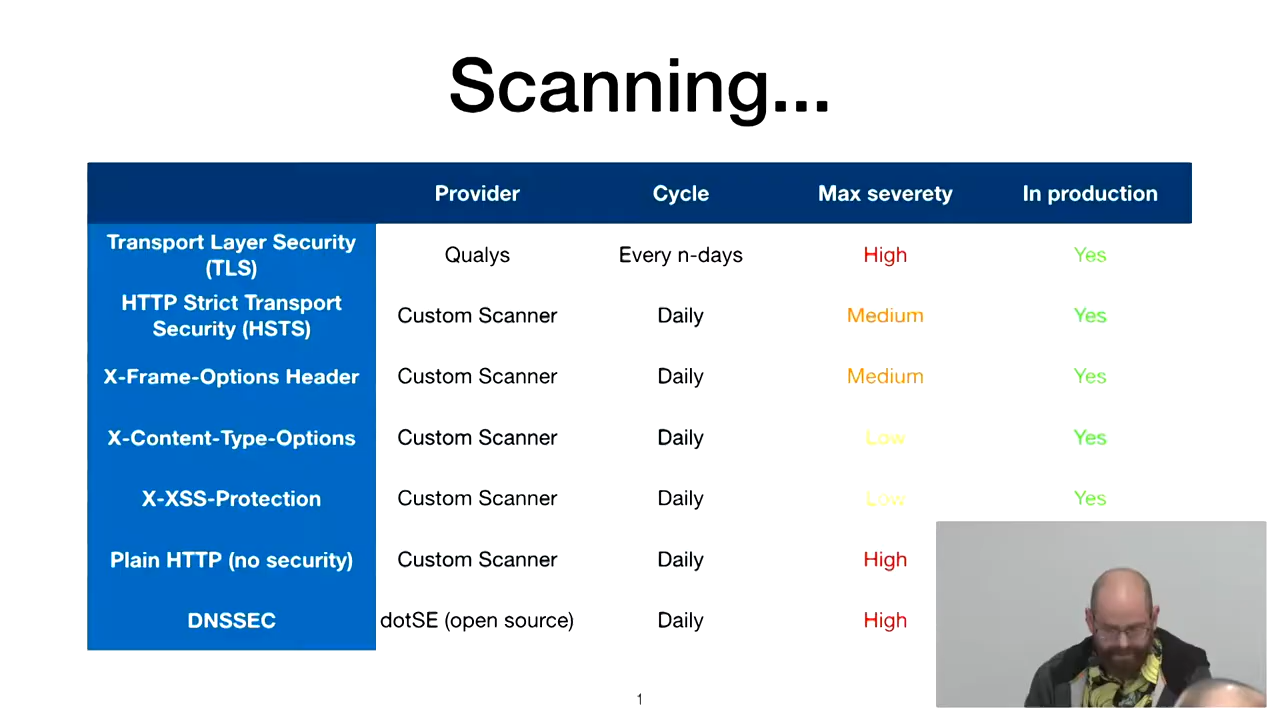 Scanning...
Provider Cycle Max severety In production
Transport Layer Security
(TLS) Qualys Every n-days High Yes
HTTP Strict Transport
Security (HSTS) Custom Scanner Daily Medium Yes
X-Frame-Options Header Custom Scanner Daily Medium Yes
X-Content-Type-Options Custom Scanner Daily Low Yes
X-XSS-Protection Custom Scanner Daily Low Yes
Plain HTTP (no security) Custom Scanner Daily High
DNSSEC dotSE (open source) Daily High
1